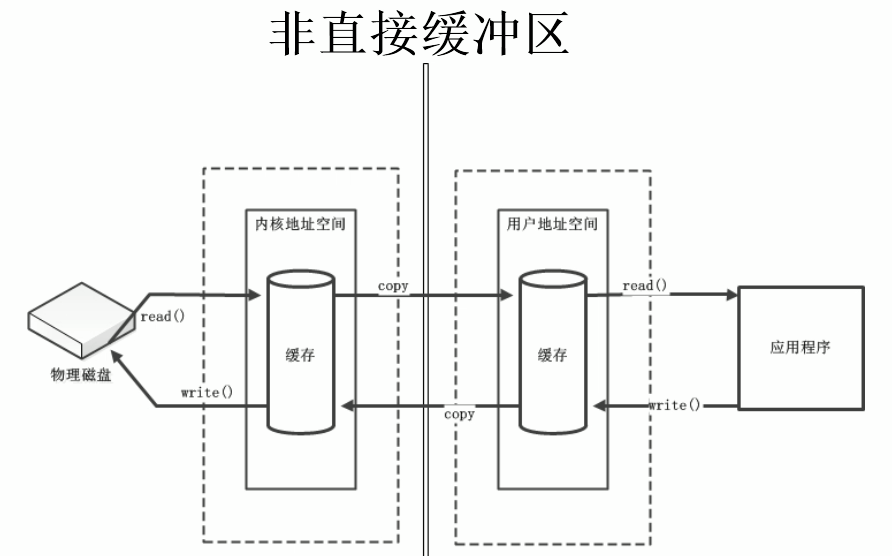 非直接缓冲区
内核地址空间
用户地址空间
copy
read()
read()
缓存
缓存
应用程序
物理磁盘
write()
copy
write()